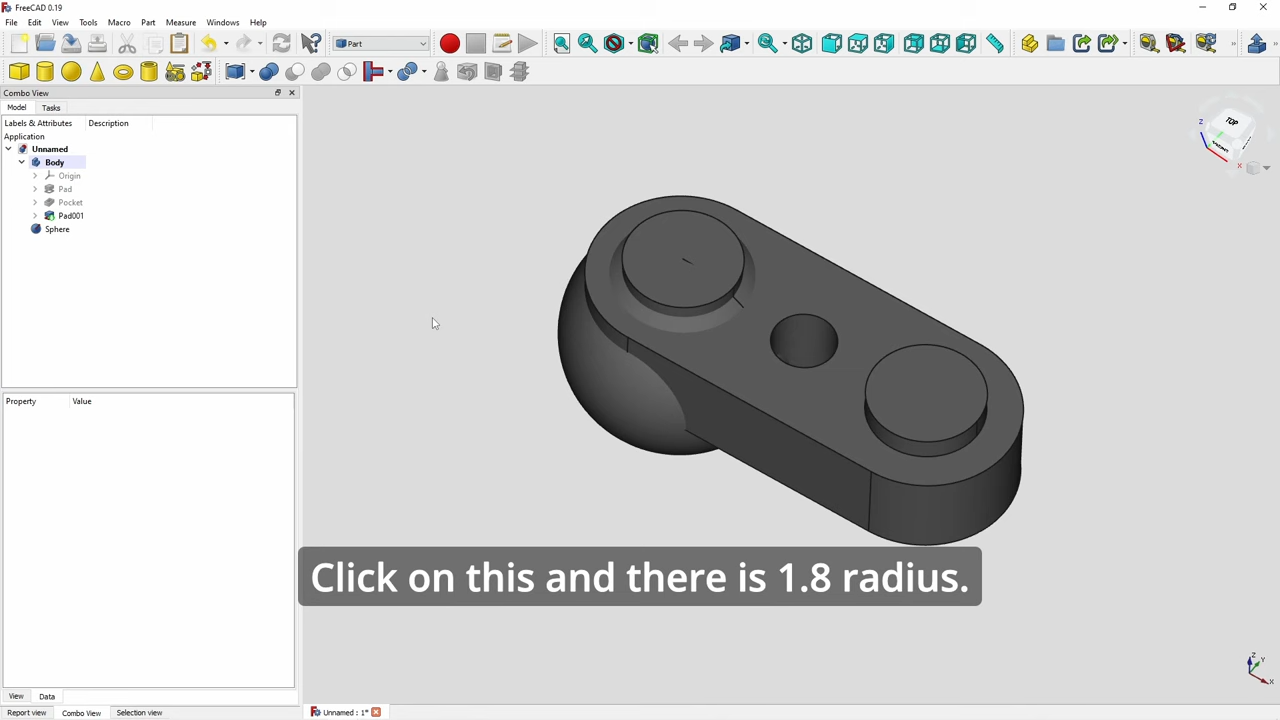 FreeCAD 0.19
File Edit View Tools Macro Part Measure Windows Help
Part
Combo View
Model Tasks
Labels & Attributes Description
Application
Unnamed
Body
Origin
Pad
Pocket
Pad001
Sphere
Property Value
TOP
FRONT
Z
X
Click on this and there is 1.8 radius.
Z
Y
X
View Data
Report view Combo View Selection view
Unnamed : 1*